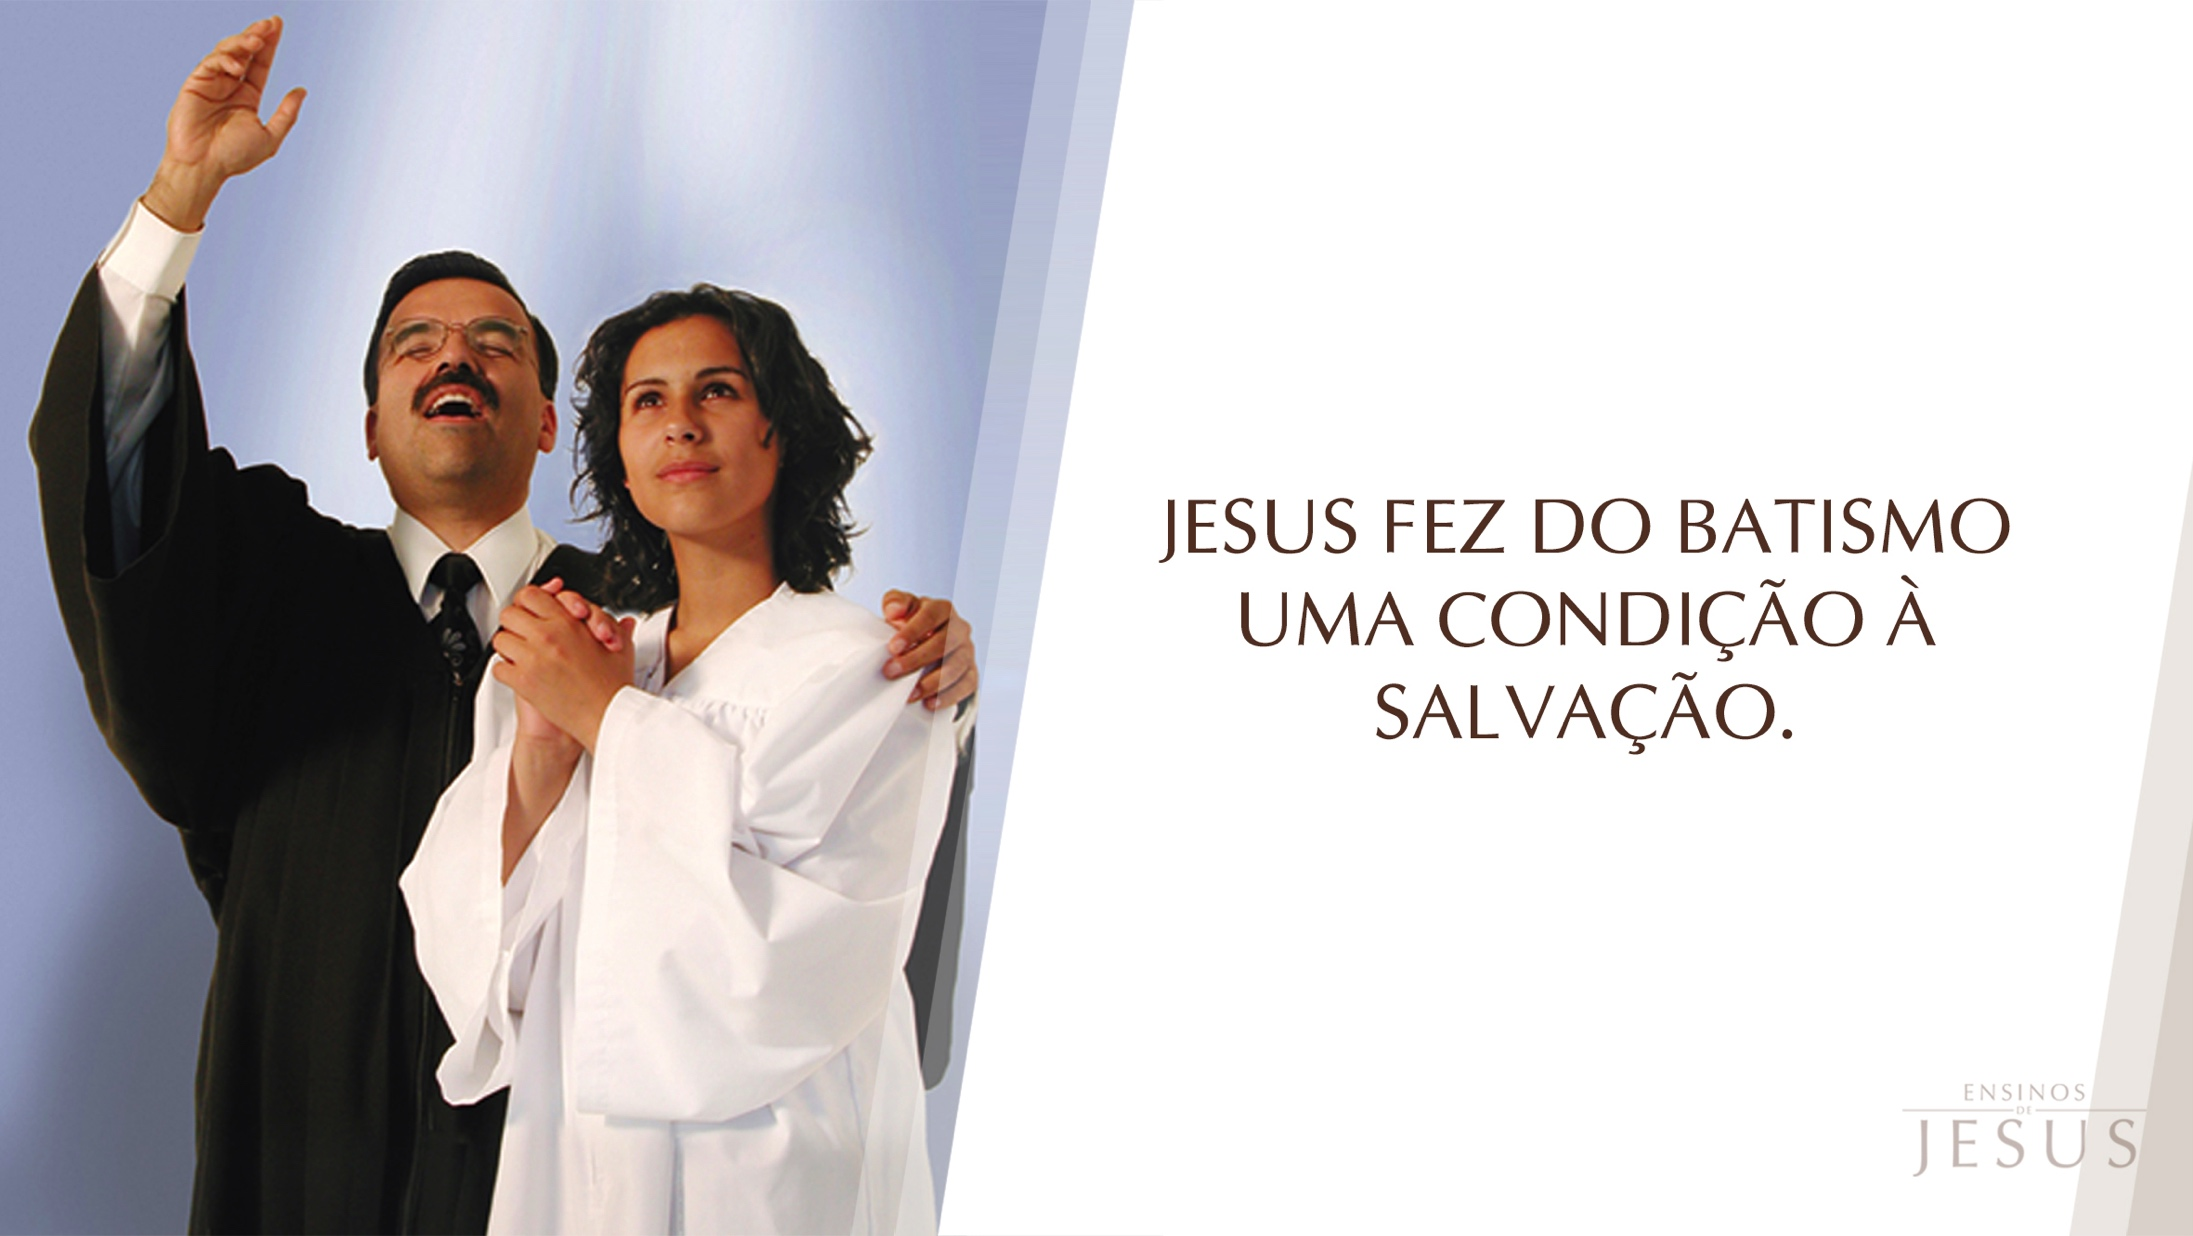 JESUS FEZ DO BATISMO
UMA CONDIÇÃO À
SALVAÇÃO.
ENSINOS
DE
JESUS